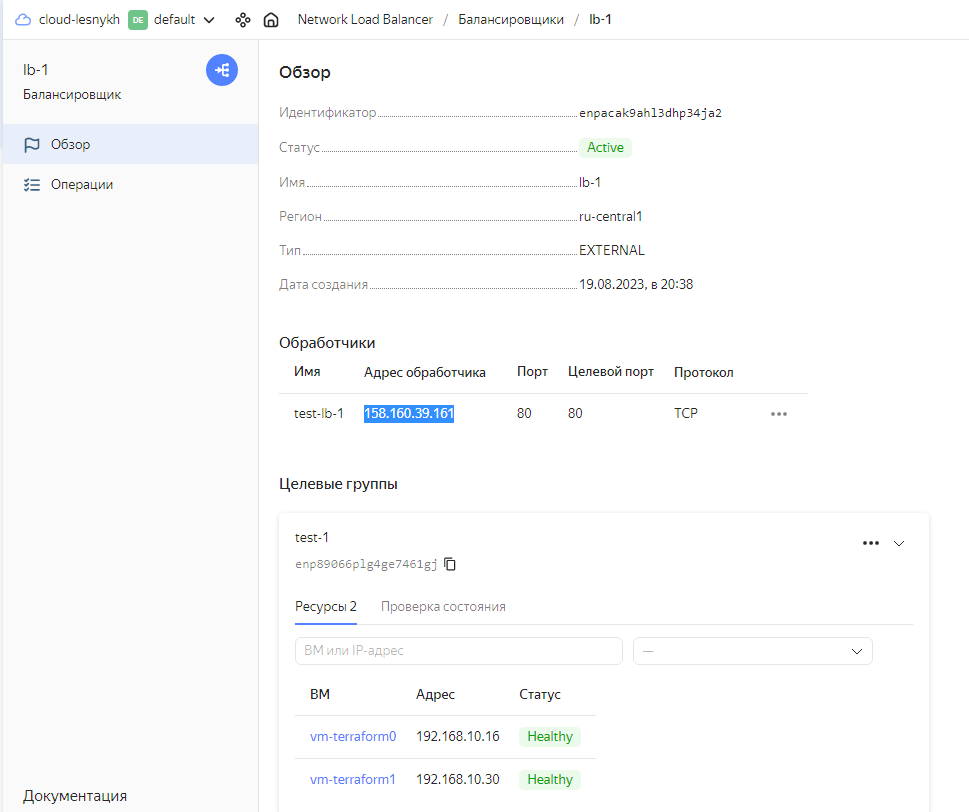 cloud-lesnykh DE default Network Load Balancer / Балансировщики / lb-1
lb-1
Балансировщик
Обзор
Операции
Документация
Обзор
Идентификатор enpacak9ahl3dhp34ja2
Статус Active
Имя lb-1
Регион ru-central1
Тип EXTERNAL
Дата создания 19.08.2023, в 20:38
Обработчики
Имя Адрес обработчика Порт Целевой порт Протокол
test-lb-1 158.160.39.161 80 80 TCP
Целевые группы
test-1
enp89066plg4ge7461gj
Ресурсы 2 Проверка состояния
ВМ или IP-адрес —
ВМ Адрес Статус
vm-terraform0 192.168.10.16 Healthy
vm-terraform1 192.168.10.30 Healthy